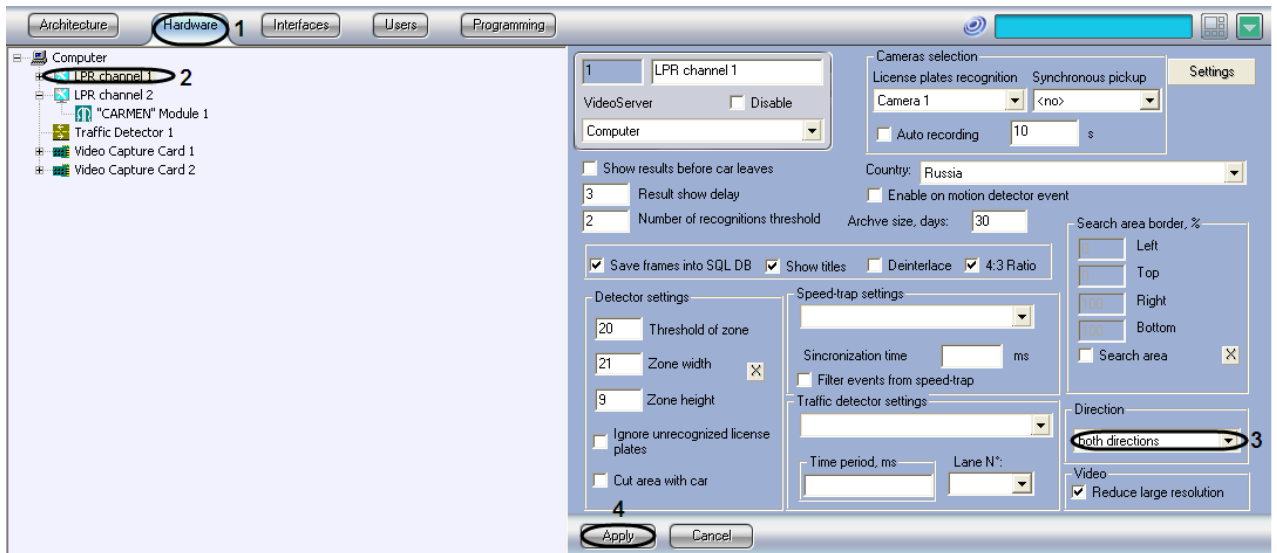 Architecture Hardware 1 Interfaces Users Programming
Computer
LPR channel 1 2
LPR channel 2
"CARMEN" Module 1
Traffic Detector 1
Video Capture Card 1
Video Capture Card 2
1 LPR channel 1
VideoServer Disable
Computer
Cameras selection
License plates recognition Synchronous pickup
Camera 1 <no>
Auto recording 10 s
Settings
Show results before car leaves
3 Result show delay
2 Number of recognitions threshold
Country: Russia
Enable on motion detector event
Archve size, days: 30
Save frames into SQL DB Show titles Deinterlace 4:3 Ratio
Search area border, %
0 Left
0 Top
100 Right
100 Bottom
Search area X
Detector settings
20 Threshold of zone
21 Zone width X
9 Zone height
Ignore unrecognized license
plates
Cut area with car
Speed-trap settings
Sincronization time ms
Filter events from speed-trap
Traffic detector settings
Time period, ms Lane N°:
Direction
both directions 3
Video
Reduce large resolution
4
Apply Cancel